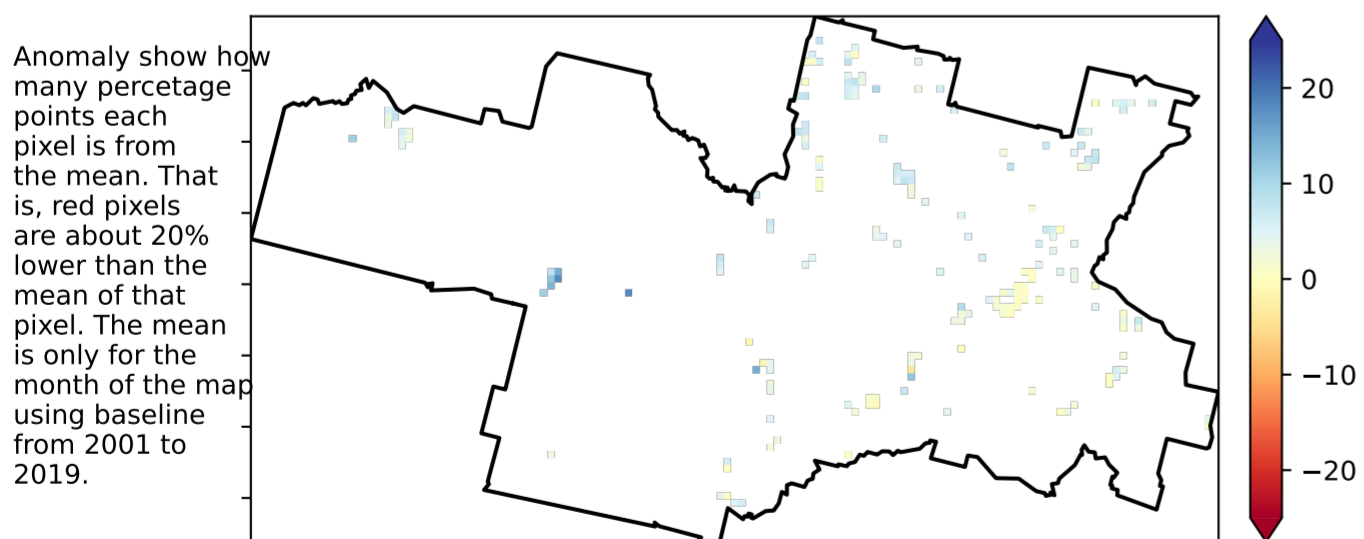 Anomaly show how
many percetage
points each
pixel is from
the mean. That
is, red pixels
are about 20%
lower than the
mean of that
pixel. The mean
is only for the
month of the map
using baseline
from 2001 to
2019.
20
10
0
−10
−20